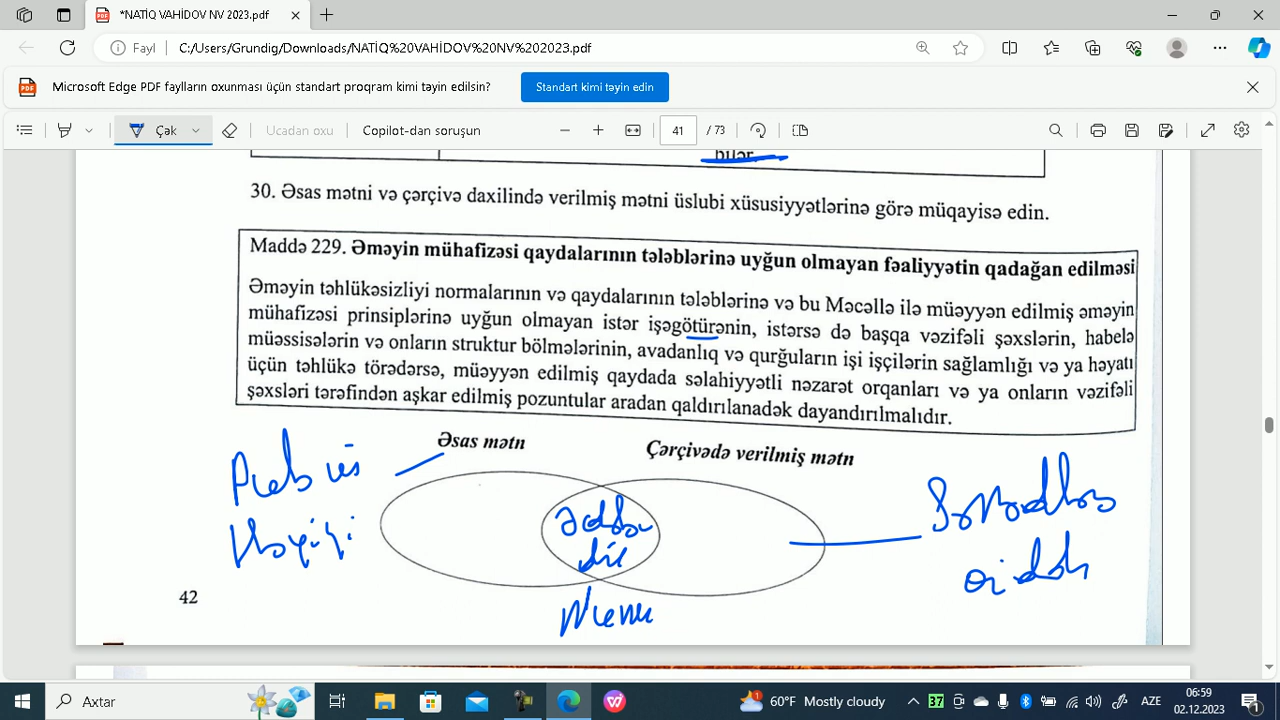 *NATİQ VAHİDOV NV 2023.pdf
Fayl
C:/Users/Grundig/Downloads/NATİQ%20VAHİDOV%20NV%202023.pdf
Microsoft Edge PDF faylların oxunması üçün standart proqram kimi təyin edilsin?
Standart kimi təyin edin
Çək
Ucadan oxu
Copilot-dan soruşun
41 / 73
bilər
30. Əsas mətni və çərçivə daxilində verilmiş mətni üslubi xüsusiyyətlərinə görə müqayisə edin.
Maddə 229. Əməyin mühafizəsi qaydalarının tələblərinə uyğun olmayan fəaliyyətin qadağan edilməsi
Əməyin təhlükəsizliyi normalarının və qaydalarının tələblərinə və bu Məcəllə ilə müəyyən edilmiş əməyin
mühafizəsi prinsiplərinə uyğun olmayan istər işəgötürənin, istərsə də başqa vəzifəli şəxslərin, habelə
müəssisələrin və onların struktur bölmələrinin, avadanlıq və qurğuların işi işçilərin sağlamlığı və ya həyatı
üçün təhlükə törədərsə, müəyyən edilmiş qaydada səlahiyyətli nəzarət orqanları və ya onların vəzifəli
şəxsləri tərəfindən aşkar edilmiş pozuntular aradan qaldırılanadək dayandırılmalıdır.
Əsas mətn
Çərçivədə verilmiş mətn
dil
42
Axtar
60°F Mostly cloudy
37
AZE
06:59
02.12.2023
1